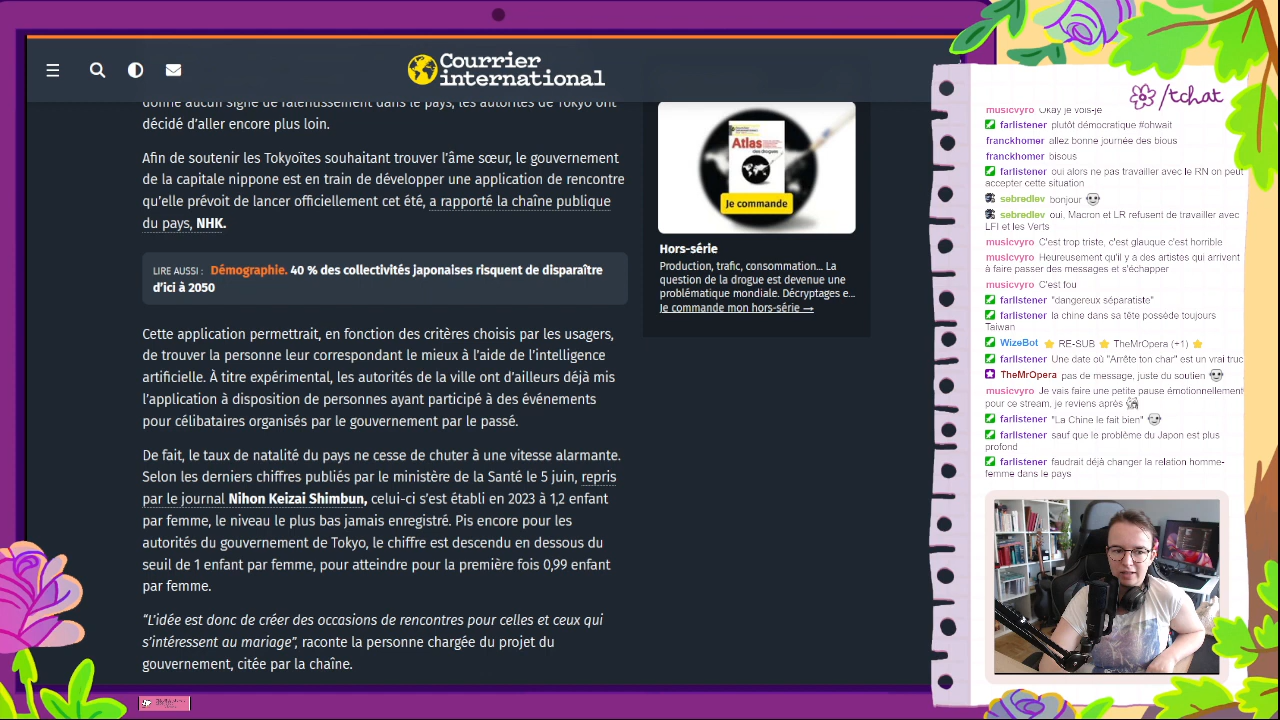 Courrier
international
donne aucun signe de ralentissement dans le pays, les autorités de Tokyo ont
décidé d'aller encore plus loin.
Afin de soutenir les Tokyoïtes souhaitant trouver l'âme sœur, le gouvernement
de la capitale nippone est en train de développer une application de rencontre
qu'elle prévoit de lancer officiellement cet été, a rapporté la chaîne publique
du pays, NHK.
LIRE AUSSI : Démographie. 40 % des collectivités japonaises risquent de disparaître
d'ici à 2050
Cette application permettrait, en fonction des critères choisis par les usagers,
de trouver la personne leur correspondant le mieux à l'aide de l'intelligence
artificielle. À titre expérimental, les autorités de la ville ont d'ailleurs déjà mis
l'application à disposition de personnes ayant participé à des événements
pour célibataires organisés par le gouvernement par le passé.
De fait, le taux de natalité du pays ne cesse de chuter à une vitesse alarmante.
Selon les derniers chiffres publiés par le ministère de la Santé le 5 juin, repris
par le journal Nihon Keizai Shimbun, celui-ci s'est établi en 2023 à 1,2 enfant
par femme, le niveau le plus bas jamais enregistré. Pis encore pour les
autorités du gouvernement de Tokyo, le chiffre est descendu en dessous du
seuil de 1 enfant par femme, pour atteindre pour la première fois 0,99 enfant
par femme.
"L'idée est donc de créer des occasions de rencontres pour celles et ceux qui
s'intéressent au mariage", raconte la personne chargée du projet du
gouvernement, citée par la chaîne.
Atlas
des drogues
Je commande
Hors-série
Production, trafic, consommation... La
question de la drogue est devenue une
problématique mondiale. Décryptages e...
Je commande mon hors-série →
/tchat
musicvyro Okay je vois-je
farlistener plutôt démocratique #ohwait
franckhomer allez bonne journée des bious
franckhomer bisous
farlistener oui alors ne pas travailler avec le RN on peut
accepter cette situation
sebredlev bonjour
sebredlev oui, Macron et LR refusent de travailler avec
LFI et les Verts
musicvyro C'est trop triste, c'est glauque c'est horrible
musicvyro Heureusement qu'il y a des artistes qui arrivent
à faire passer des messages et s'échapper
musicvyro C'est fou
farlistener "dangereux séparatiste"
farlistener la chine dans sa tête possède toujours
Taiwan
WizeBot RE-SUB TheMrOpera (+1)
farlistener Une date où "Arrête ton char" est un vrai truc
TheMrOpera pas de message, juste du soutien
musicvyro Je vais faire une petite pause émotionnellement
pour ce stream, je reviens après
farlistener "La Chine le fait bien"
farlistener sauf que le problème du Japon est plus
profond
farlistener faudrait déjà changer la relation homme-
femme dans le pays